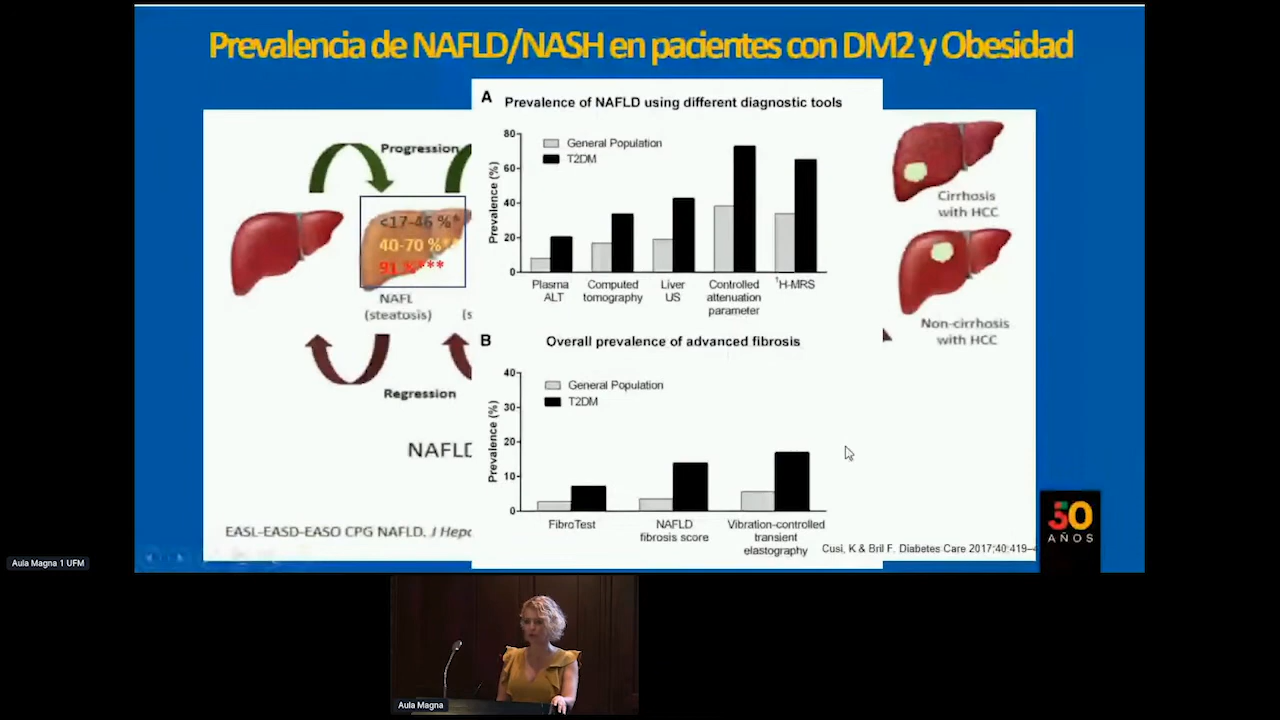 Prevalencia de NAFLD/NASH en pacientes con DM2 y Obesidad
Progression
<17-46 %*
40-70 %**
91 %***
NAFL
(steatosis)
(s
Regression
NAFLD
EASL-EASD-EASO CPG NAFLD. J Hepa
A
Prevalence of NAFLD using different diagnostic tools
General Population
T2DM
Prevalence (%)
80
60
40
20
0
Plasma
ALT
Computed
tomography
Liver
US
Controlled
attenuation
parameter
¹H-MRS
B
Overall prevalence of advanced fibrosis
General Population
T2DM
Prevalence (%)
40
30
20
10
0
FibroTest
NAFLD
fibrosis score
Vibration-controlled
transient
elastography
Cusi, K & Bril F. Diabetes Care 2017;40:419–
Cirrhosis
with HCC
Non-cirrhosis
with HCC
50
AÑOS
Aula Magna 1 UFM
Aula Magna